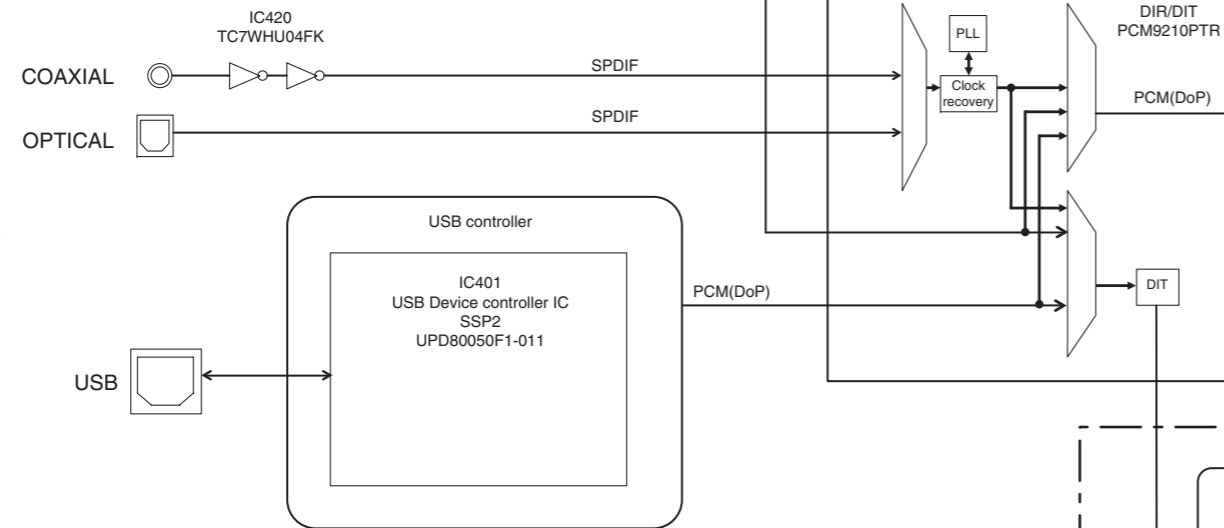 IC420
TC7WHU04FK
DIR/DIT
PCM9210PTR
PLL
COAXIAL
SPDIF
Clock
recovery
PCM(DoP)
SPDIF
OPTICAL
USB controller
IC401
USB Device controller IC
SSP2
UPD80050F1-011
PCM(DoP)
DIT
USB